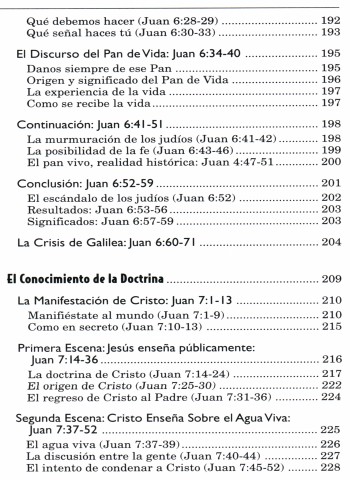 Qué debemos hacer (Juan 6:28-29) ........................ 192
Qué señal haces tú (Juan 6:30-33) ........................ 193
El Discurso del Pan de Vida: Juan 6:34-40 ................... 195
Danos siempre de ese Pan ................................... 195
Origen y significado del Pan de Vida .................... 196
La experiencia de la vida ..................................... 197
Como se recibe la vida .......................................... 197
Continuación: Juan 6:41-51 ....................................... 198
La murmuración de los judíos (Juan 6:41-42) ...... 198
La posibilidad de la fe (Juan 6:43-46) ................... 199
El pan vivo, realidad histórica: Juan 4:47-51 ....... 200
Conclusión: Juan 6:52-59 .......................................... 201
El escándalo de los judíos (Juan 6:52) .................. 202
Resultados: Juan 6:53-56 ...................................... 203
Significados: Juan 6:57-59 .................................... 203
La Crisis de Galilea: Juan 6:60-71 .............................. 204
El Conocimiento de la Doctrina ................................. 209
La Manifestación de Cristo: Juan 7:1-13 .................... 210
Manifiéstate al mundo (Juan 7:1-9) ...................... 210
Como en secreto (Juan 7:10-13) ........................... 215
Primera Escena: Jesús enseña públicamente:
Juan 7:14-36 ......................................................... 216
La doctrina de Cristo (Juan 7:14-24) .................... 217
El origen de Cristo (Juan 7:25-30) ........................ 222
El regreso de Cristo al Padre (Juan 7:31-36) ....... 224
Segunda Escena: Cristo Enseña Sobre el Agua Viva:
Juan 7:37-52 ......................................................... 225
El agua viva (Juan 7:37-39) .................................. 226
La discusión entre la gente (Juan 7:40-44) .......... 227
El intento de condenar a Cristo (Juan 7:45-52) ... 228